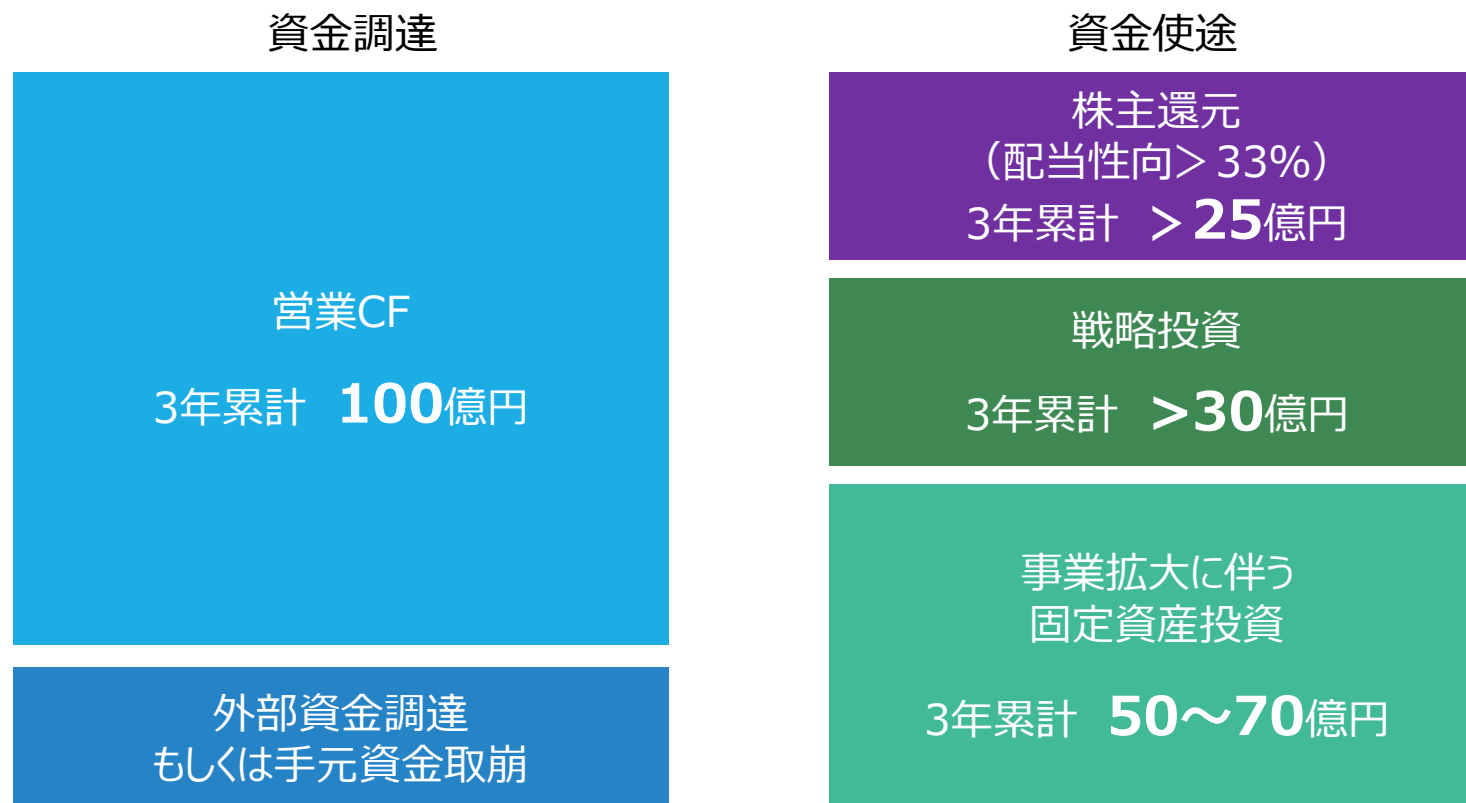 資金調達
営業CF
3年累計 100億円
外部資金調達
もしくは手元資金取崩
資金使途
株主還元
（配当性向＞33%）
3年累計 ＞25億円
戦略投資
3年累計 >30億円
事業拡大に伴う
固定資産投資
3年累計 50～70億円